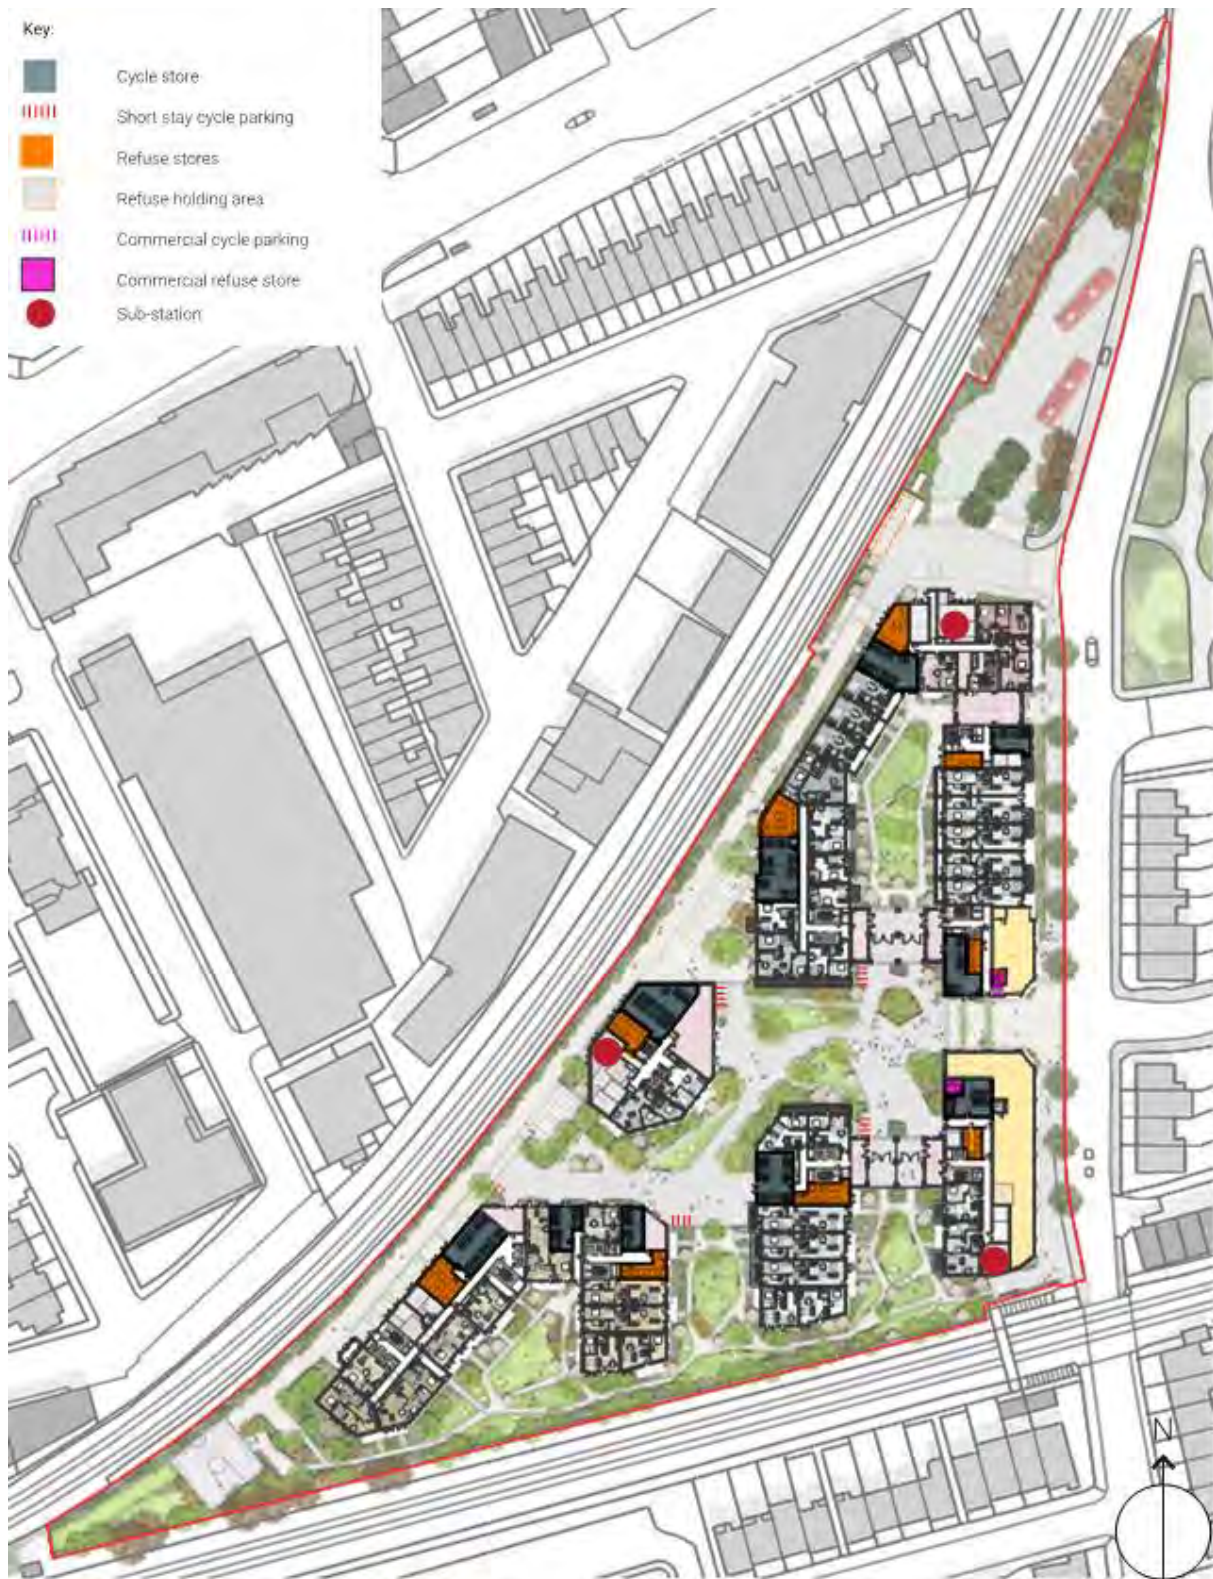 Key:
Cycle store
Short stay cycle parking
Refuse stores
Refuse holding area
Commercial cycle parking
Commercial refuse store
Sub-station
N